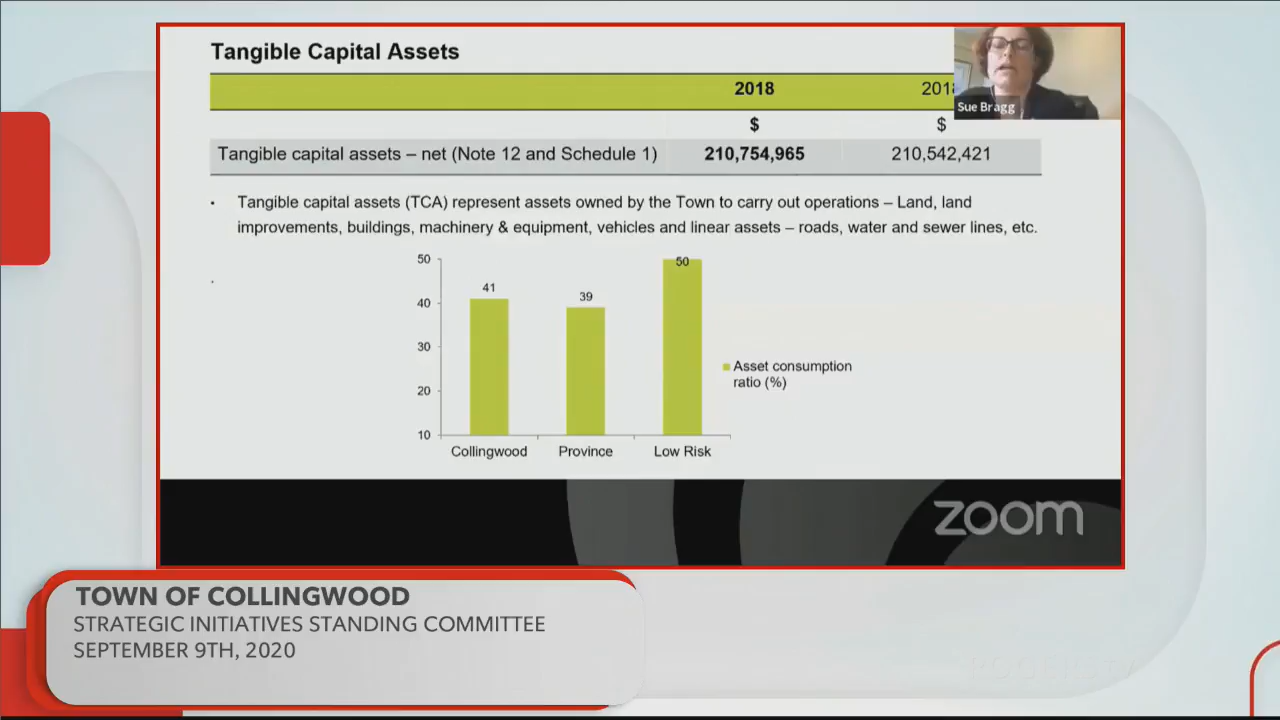 Tangible Capital Assets
2018
$
$
Tangible capital assets – net (Note 12 and Schedule 1) 210,754,965 210,542,421
• Tangible capital assets (TCA) represent assets owned by the Town to carry out operations – Land, land
improvements, buildings, machinery & equipment, vehicles and linear assets – roads, water and sewer lines, etc.
50
40
30
20
10
41
39
50
Collingwood
Province
Low Risk
Asset consumption
ratio (%)
Sue Bragg
zoom
TOWN OF COLLINGWOOD
STRATEGIC INITIATIVES STANDING COMMITTEE
SEPTEMBER 9TH, 2020